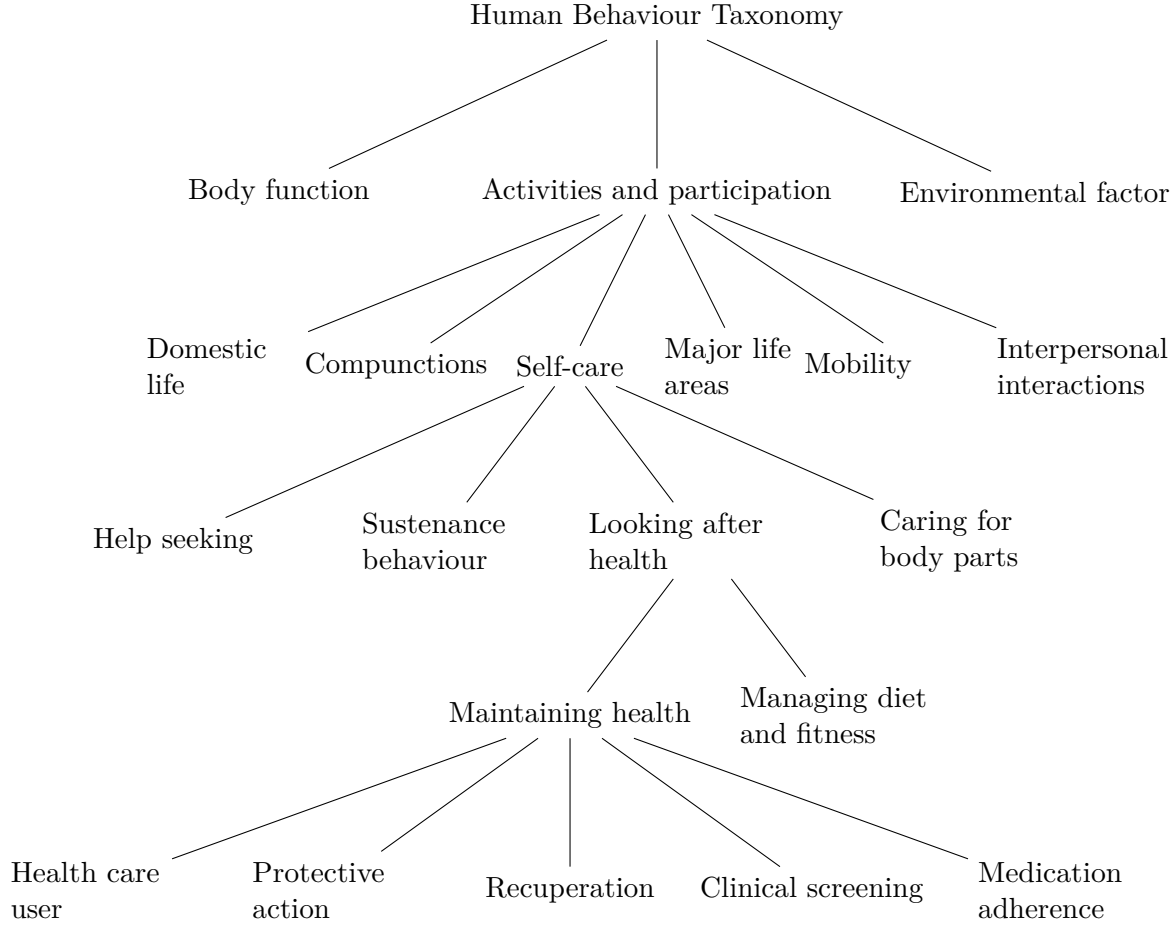 Human Behaviour Taxonomy
Body function
Activities and participation
Environmental factor
Domestic
life
Compunctions
Self-care
Major life
areas
Mobility
Interpersonal
interactions
Help seeking
Sustenance
behaviour
Looking after
health
Caring for
body parts
Maintaining health
Managing diet
and fitness
Health care
user
Protective
action
Recuperation
Clinical screening
Medication
adherence